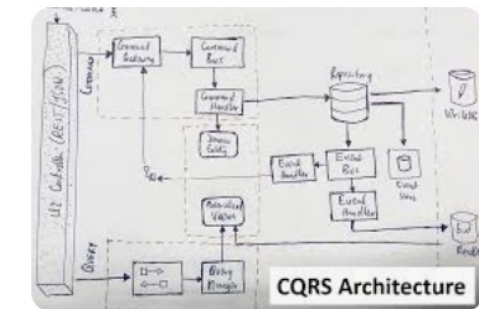 UI Controller (REST/JSON)
Command
Command
Gateway
Command
Bus
Command
Handler
Domain
Entity
Repository
Event
Handler
Event
Bus
Event
Store
Event
Handler
Materialized
Views
QUERY
Query
CQRS Architecture